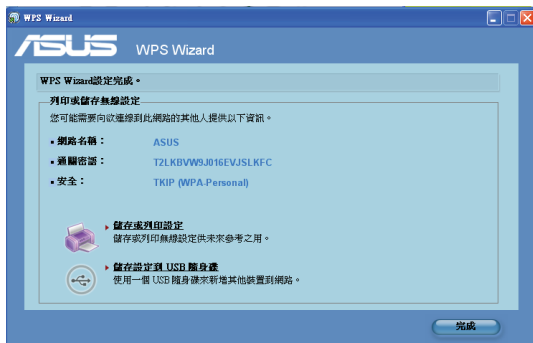 WPS Wizard
ASUS WPS Wizard
WPS Wizard設定完成。
列印或儲存無線設定
您可能需要向欲連線到此網路的其他人提供以下資訊。
網路名稱： ASUS
通關密語： T2LKBVW9J016EVJSLKFC
安全： TKIP (WPA-Personal)
儲存或列印設定
儲存或列印無線設定供未來參考之用。
儲存設定到 USB 隨身碟
使用一個 USB 隨身碟來新增其他裝置到網路。
完成